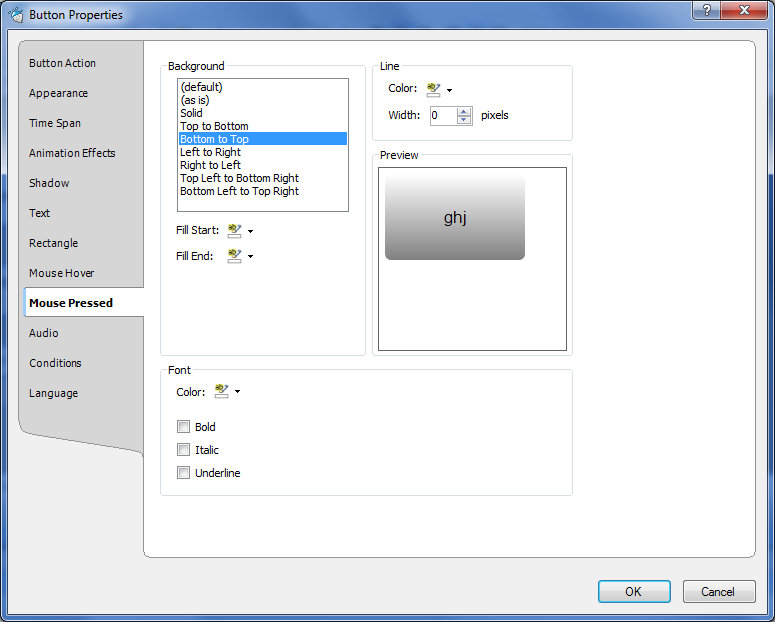 Button Properties
?
Button Action
Appearance
Time Span
Animation Effects
Shadow
Text
Rectangle
Mouse Hover
Mouse Pressed
Audio
Conditions
Language
Background
(default)
(as is)
Solid
Top to Bottom
Bottom to Top
Left to Right
Right to Left
Top Left to Bottom Right
Bottom Left to Top Right
Fill Start:
Fill End:
Line
Color:
Width: 0 pixels
Preview
ghj
Font
Color:
Bold
Italic
Underline
OK Cancel